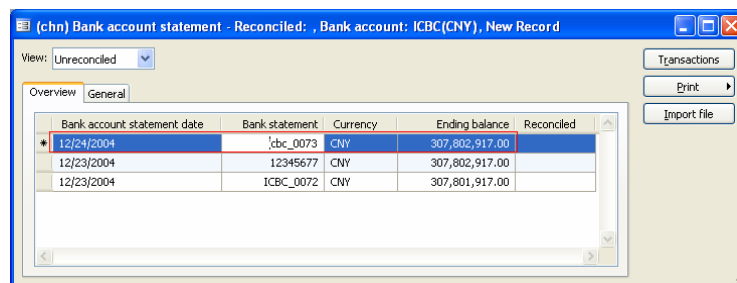 (chn) Bank account statement - Reconciled: , Bank account: ICBC(CNY), New Record
View: Unreconciled
Transactions
Overview General
Print
Import file
Bank account statement date Bank statement Currency Ending balance Reconciled
12/24/2004 cbc_0073 CNY 307,802,917.00
12/23/2004 12345677 CNY 307,802,917.00
12/23/2004 ICBC_0072 CNY 307,801,917.00